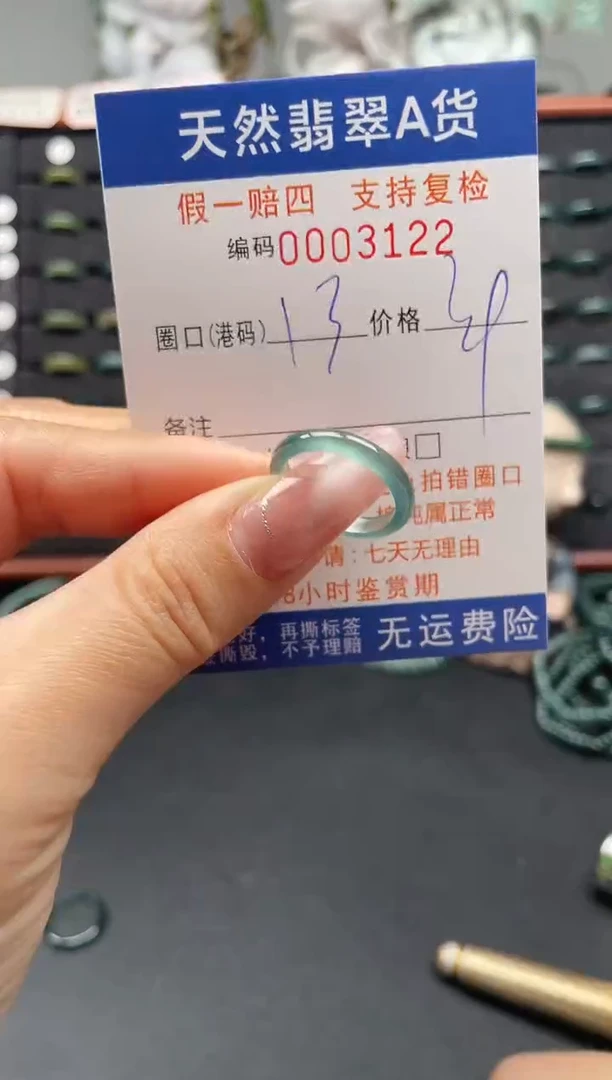 天然翡翠A货
假一赔四 支持复检
编码0003122
圈口(港码) 13 价格
备注
拍错圈口
纯属正常
请:七天无理由
8小时鉴赏期
好,再撕标签
撕毁,不予理赔
无运费险